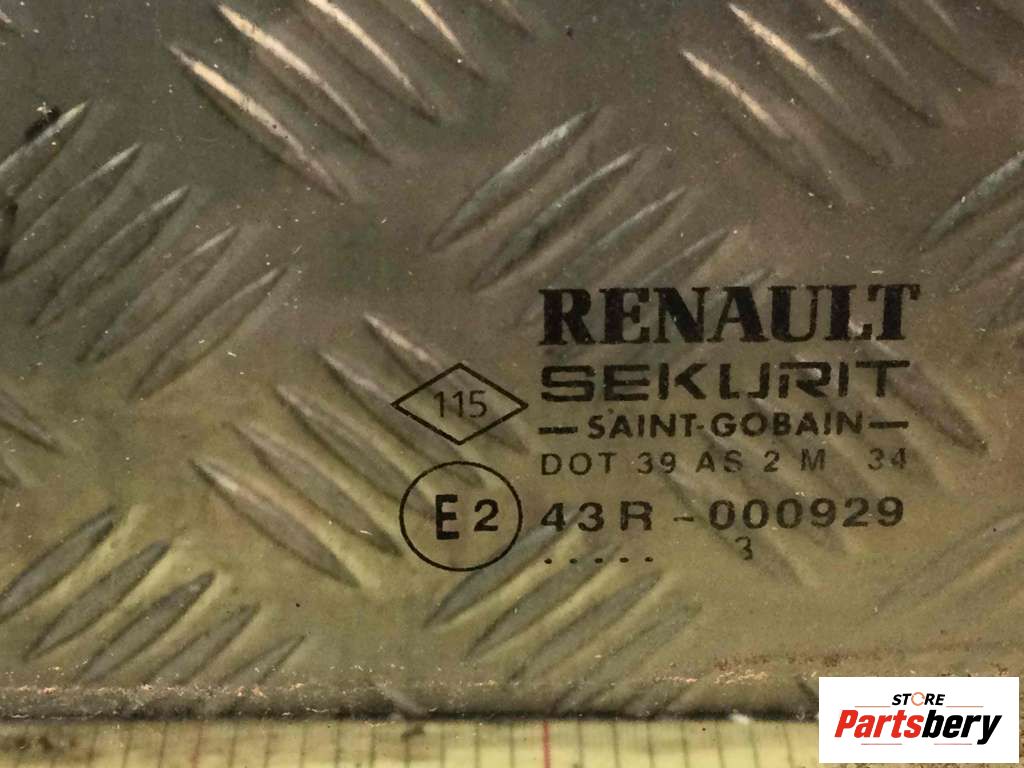 RENAULT
SEKURIT
SAINT-GOBAIN
115
DOT 39 AS 2 M 34
E2
43R -000929
..... 3
STORE
Partsbery